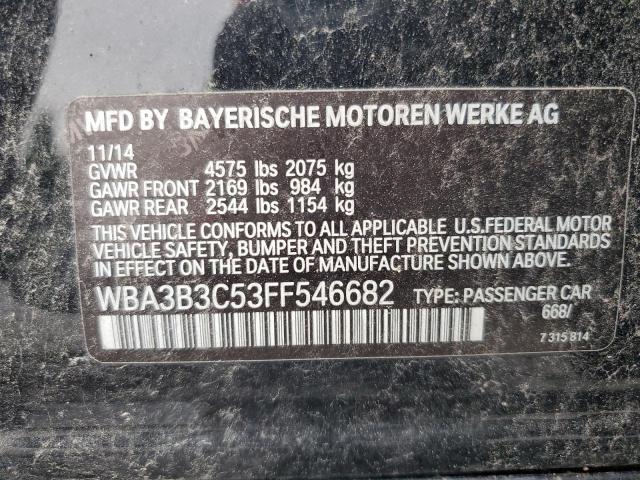 MFD BY BAYERISCHE MOTOREN WERKE AG
11/14
GVWR 4575 lbs 2075 kg
GAWR FRONT 2169 lbs 984 kg
GAWR REAR 2544 lbs 1154 kg
THIS VEHICLE CONFORMS TO ALL APPLICABLE U.S.FEDERAL MOTOR
VEHICLE SAFETY, BUMPER AND THEFT PREVENTION STANDARDS
IN EFFECT ON THE DATE OF MANUFACTURE SHOWN ABOVE.
WBA3B3C53FF546682 TYPE: PASSENGER CAR
668/
7 315 814